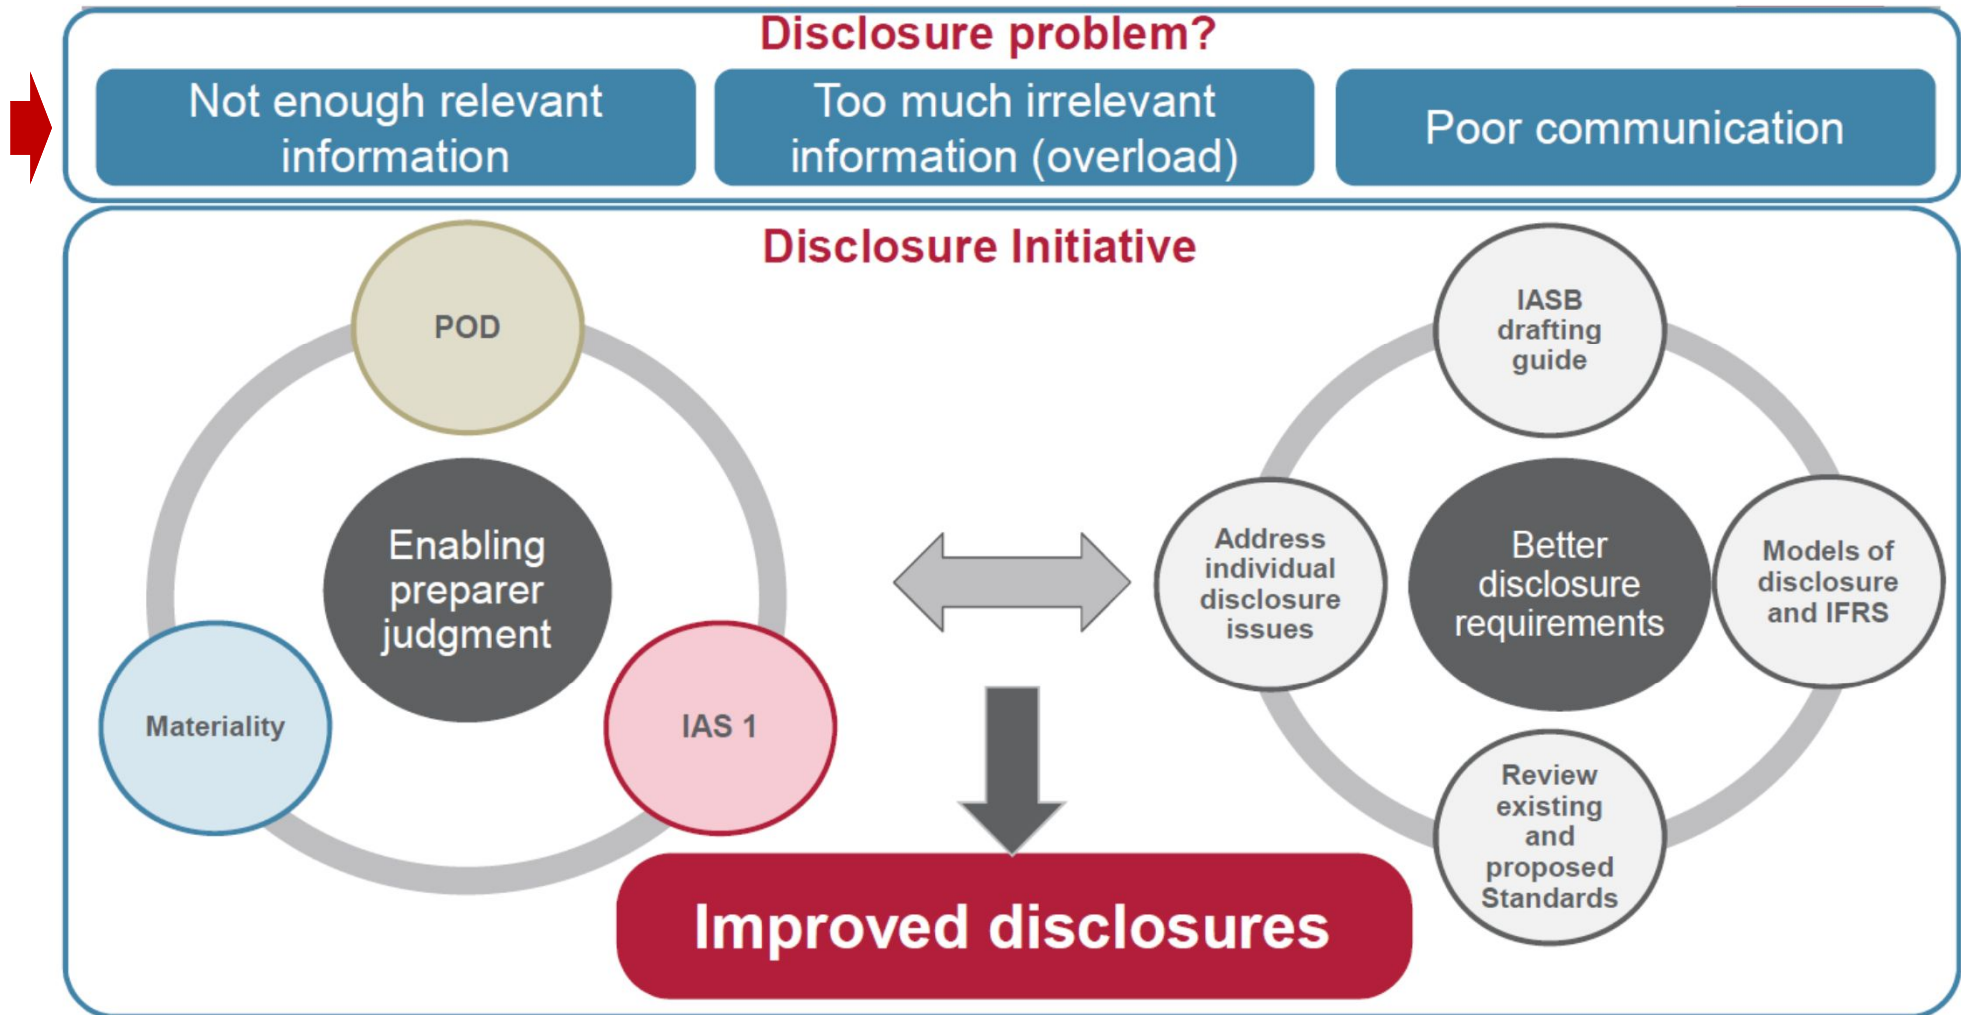 Disclosure problem?
Not enough relevant
information
Too much irrelevant
information (overload)
Poor communication
Disclosure Initiative
POD
Enabling
preparer
judgment
Materiality
IAS 1
IASB
drafting
guide
Address
individual
disclosure
issues
Better
disclosure
requirements
Models of
disclosure
and IFRS
Review
existing
and
proposed
Standards
Improved disclosures